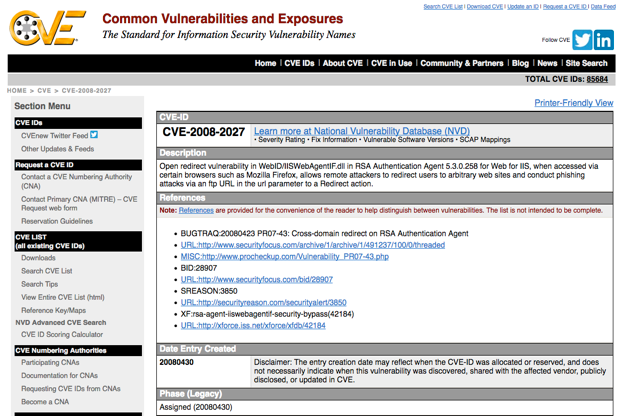 Search CVE List | Download CVE | Update an ID | Request a CVE ID | Data Feed
CVE
Common Vulnerabilities and Exposures
The Standard for Information Security Vulnerability Names
Follow CVE
Home | CVE IDs | About CVE | CVE in Use | Community & Partners | Blog | News | Site Search
TOTAL CVE IDs: 85684
HOME > CVE > CVE-2008-2027
Section Menu
CVE IDs
CVEnew Twitter Feed
Other Updates & Feeds
Request a CVE ID
Contact a CVE Numbering Authority
(CNA)
Contact Primary CNA (MITRE) – CVE
Request web form
Reservation Guidelines
CVE LIST
(all existing CVE IDs)
Downloads
Search CVE List
Search Tips
View Entire CVE List (html)
Reference Key/Maps
NVD Advanced CVE Search
CVE ID Scoring Calculator
CVE Numbering Authorities
Participating CNAs
Documentation for CNAs
Requesting CVE IDs from CNAs
Become a CNA
Printer-Friendly View
CVE-ID
CVE-2008-2027
Learn more at National Vulnerability Database (NVD)
• Severity Rating • Fix Information • Vulnerable Software Versions • SCAP Mappings
Description
Open redirect vulnerability in WebID/IISWebAgentIF.dll in RSA Authentication Agent 5.3.0.258 for Web for IIS, when accessed via
certain browsers such as Mozilla Firefox, allows remote attackers to redirect users to arbitrary web sites and conduct phishing
attacks via an ftp URL in the url parameter to a Redirect action.
References
Note: References are provided for the convenience of the reader to help distinguish between vulnerabilities. The list is not intended to be complete.
• BUGTRAQ:20080423 PR07-43: Cross-domain redirect on RSA Authentication Agent
• URL:http://www.securityfocus.com/archive/1/archive/1/491237/100/0/threaded
• MISC:http://www.procheckup.com/Vulnerability_PR07-43.php
• BID:28907
• URL:http://www.securityfocus.com/bid/28907
• SREASON:3850
• URL:http://securityreason.com/securityalert/3850
• XF:rsa-agent-iiswebagentif-security-bypass(42184)
• URL:http://xforce.iss.net/xforce/xfdb/42184
Date Entry Created
20080430
Disclaimer: The entry creation date may reflect when the CVE-ID was allocated or reserved, and does
not necessarily indicate when this vulnerability was discovered, shared with the affected vendor, publicly
disclosed, or updated in CVE.
Phase (Legacy)
Assigned (20080430)